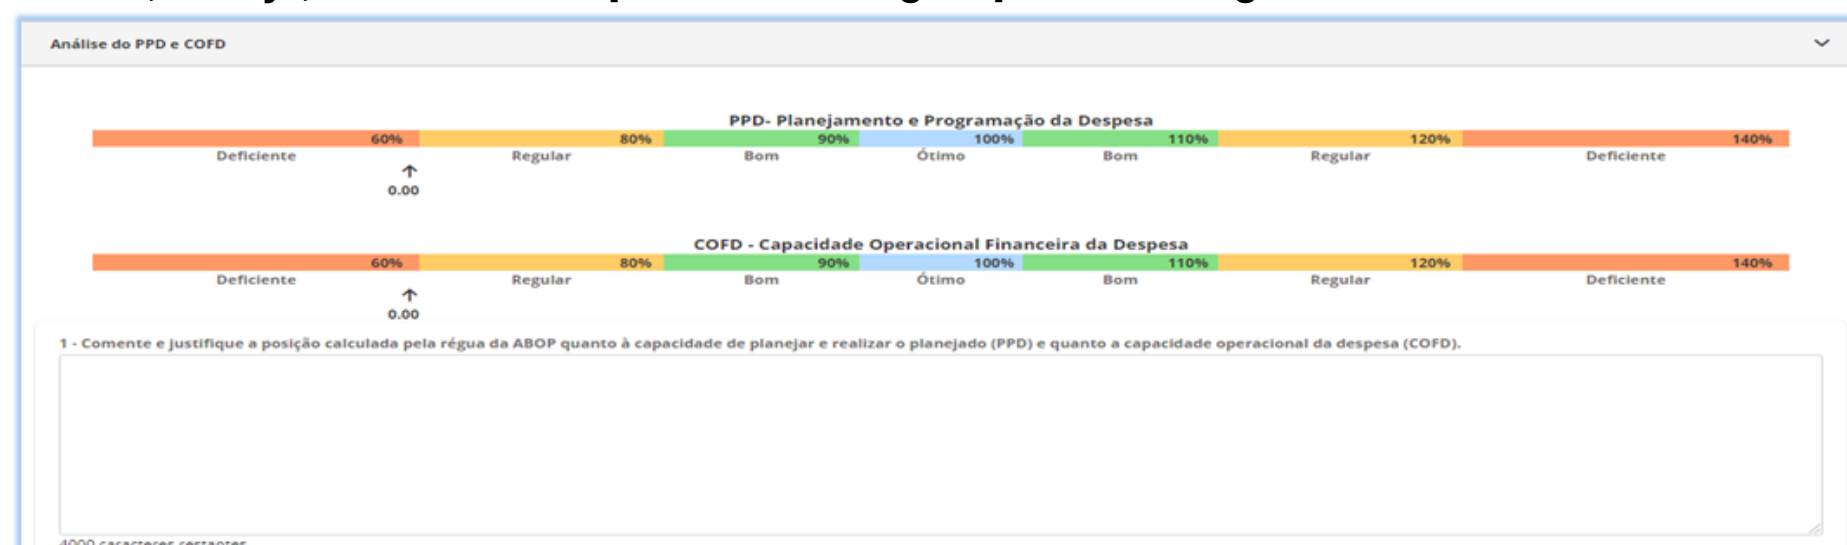 Análise do PPD e COFD
PPD- Planejamento e Programação da Despesa
60% 80% 90% 100% 110% 120% 140%
Deficiente Regular Bom Ótimo Bom Regular Deficiente
0.00
COFD - Capacidade Operacional Financeira da Despesa
60% 80% 90% 100% 110% 120% 140%
Deficiente Regular Bom Ótimo Bom Regular Deficiente
0.00
1 - Comente e justifique a posição calculada pela régua da ABOP quanto à capacidade de planejar e realizar o planejado (PPD) e quanto a capacidade operacional da despesa (COFD).
4000 caracteres restantes